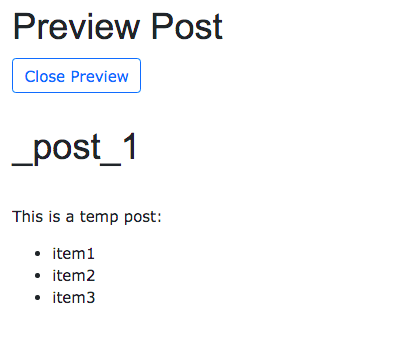 Preview Post
Close Preview
_post_1
This is a temp post:
item1
item2
item3